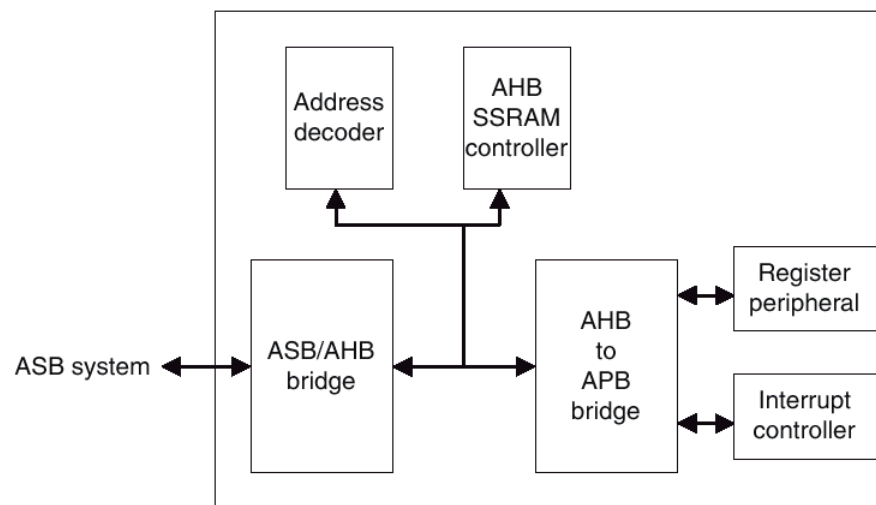 Address
decoder
AHB
SSRAM
controller
Register
peripheral
ASB system
ASB/AHB
bridge
AHB
to
APB
bridge
Interrupt
controller